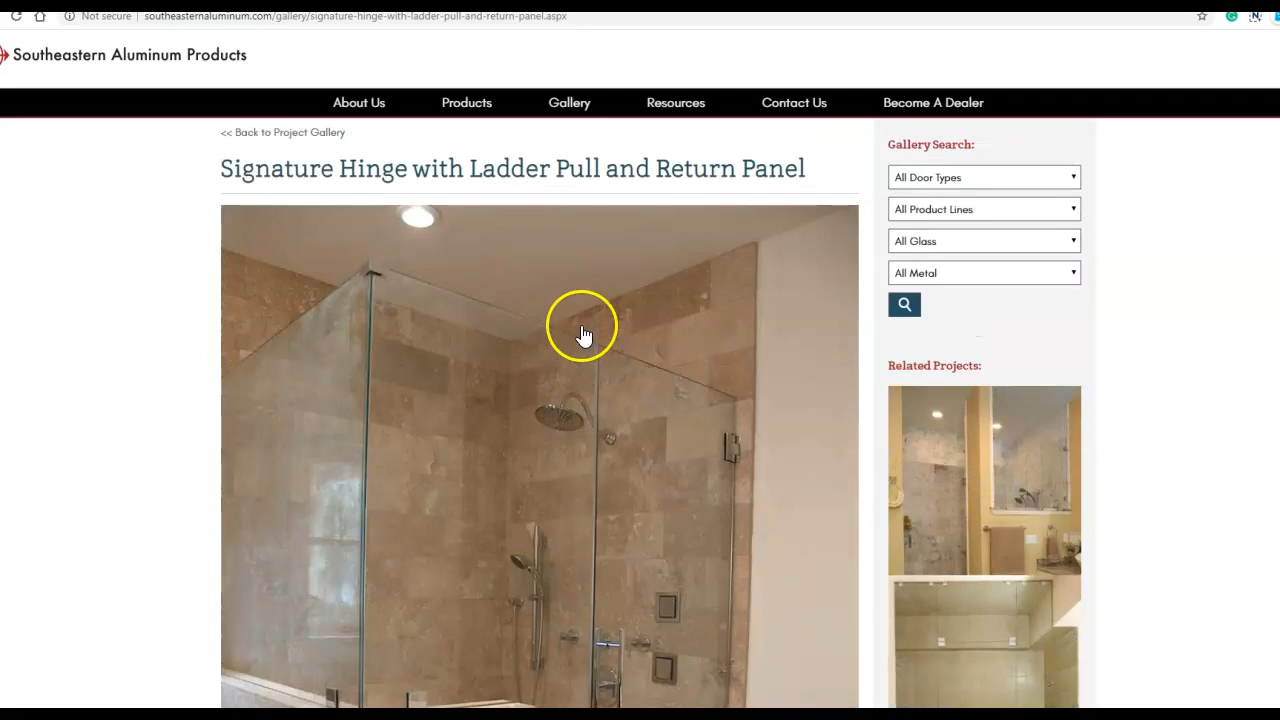 Not secure
southeasternaluminum.com/gallery/signature-hinge-with-ladder-pull-and-return-panel.aspx
Southeastern Aluminum Products
About Us
Products
Gallery
Resources
Contact Us
Become A Dealer
<< Back to Project Gallery
Signature Hinge with Ladder Pull and Return Panel
Gallery Search:
All Door Types
All Product Lines
All Glass
All Metal
Related Projects: